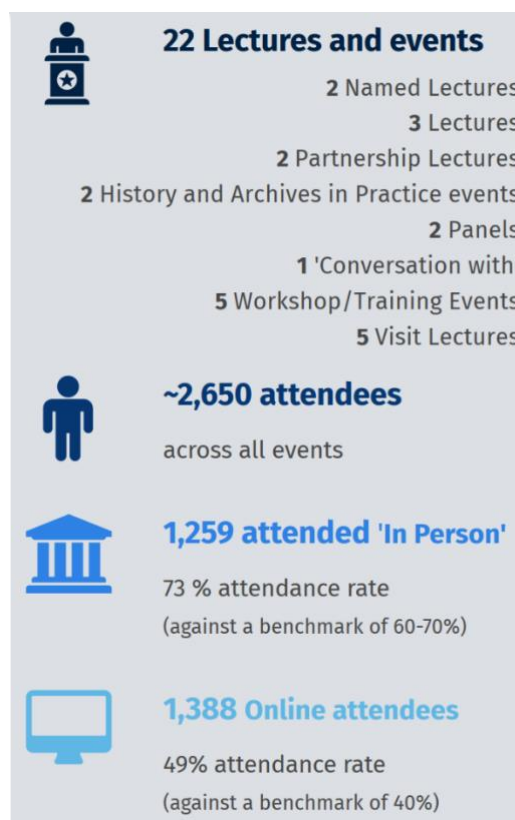 22 Lectures and events
2 Named Lectures
3 Lectures
2 Partnership Lectures
2 History and Archives in Practice events
2 Panels
1 'Conversation with
5 Workshop/Training Events
5 Visit Lectures
~2,650 attendees
across all events
1,259 attended 'In Person'
73 % attendance rate
(against a benchmark of 60-70%)
1,388 Online attendees
49% attendance rate
(against a benchmark of 40%)